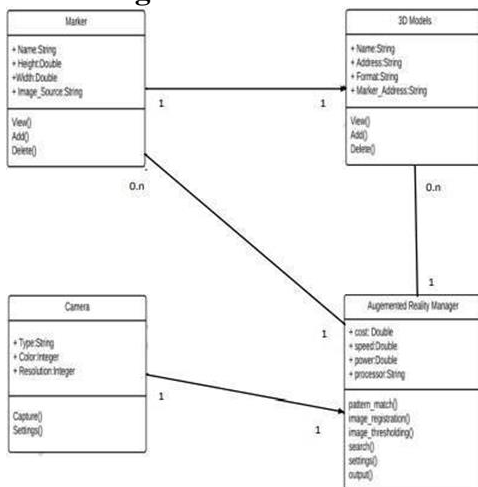 Marker
+ Name:String
+ Height:Double
+Width:Double
+ Image_Source:String
View()
Add()
Delete()
3D Models
+ Name:String
+ Address:String
+ Format:String
+ Marker_Address:String
View()
Add()
Delete()
1
1
0.n
0.n
1
1
Camera
+ Type:String
+ Color:Integer
+ Resolution:Integer
Capture()
Settings()
1
1
Augemented Reality Manager
+ cost: Double
+ speed:Double
+ power:Double
+ processor:String
pattern_match()
image_registration()
image_thresholding()
search()
settings()
output()